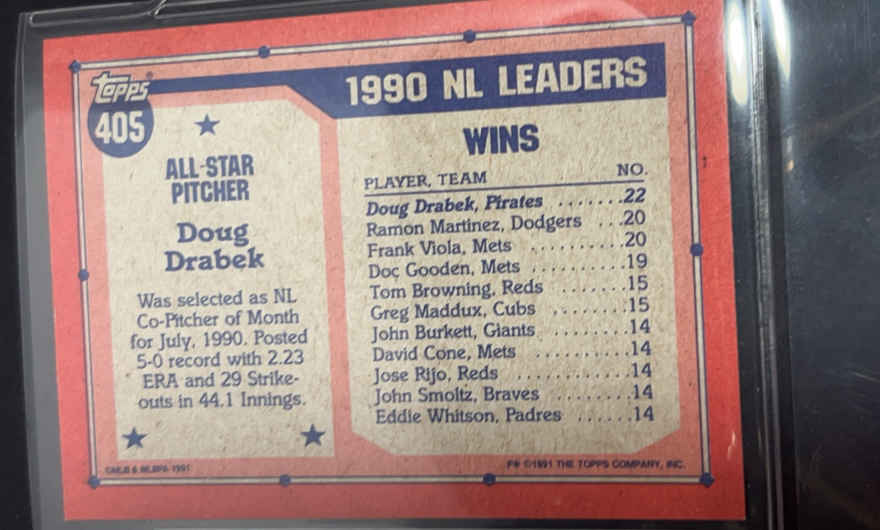 Topps®
405
ALL-STAR
PITCHER
Doug
Drabek
Was selected as NL
Co-Pitcher of Month
for July, 1990. Posted
5-0 record with 2.23
ERA and 29 Strike-
outs in 44.1 Innings.
©MLB & MLBPA 1991
1990 NL LEADERS
WINS
PLAYER, TEAM NO.
Doug Drabek, Pirates .......22
Ramon Martinez, Dodgers ...20
Frank Viola, Mets ..........20
Doc Gooden, Mets ..........19
Tom Browning, Reds .......15
Greg Maddux, Cubs ........15
John Burkett, Giants ........14
David Cone, Mets ..........14
Jose Rijo, Reds ............14
John Smoltz, Braves ........14
Eddie Whitson, Padres ......14
©1991 THE TOPPS COMPANY, INC.